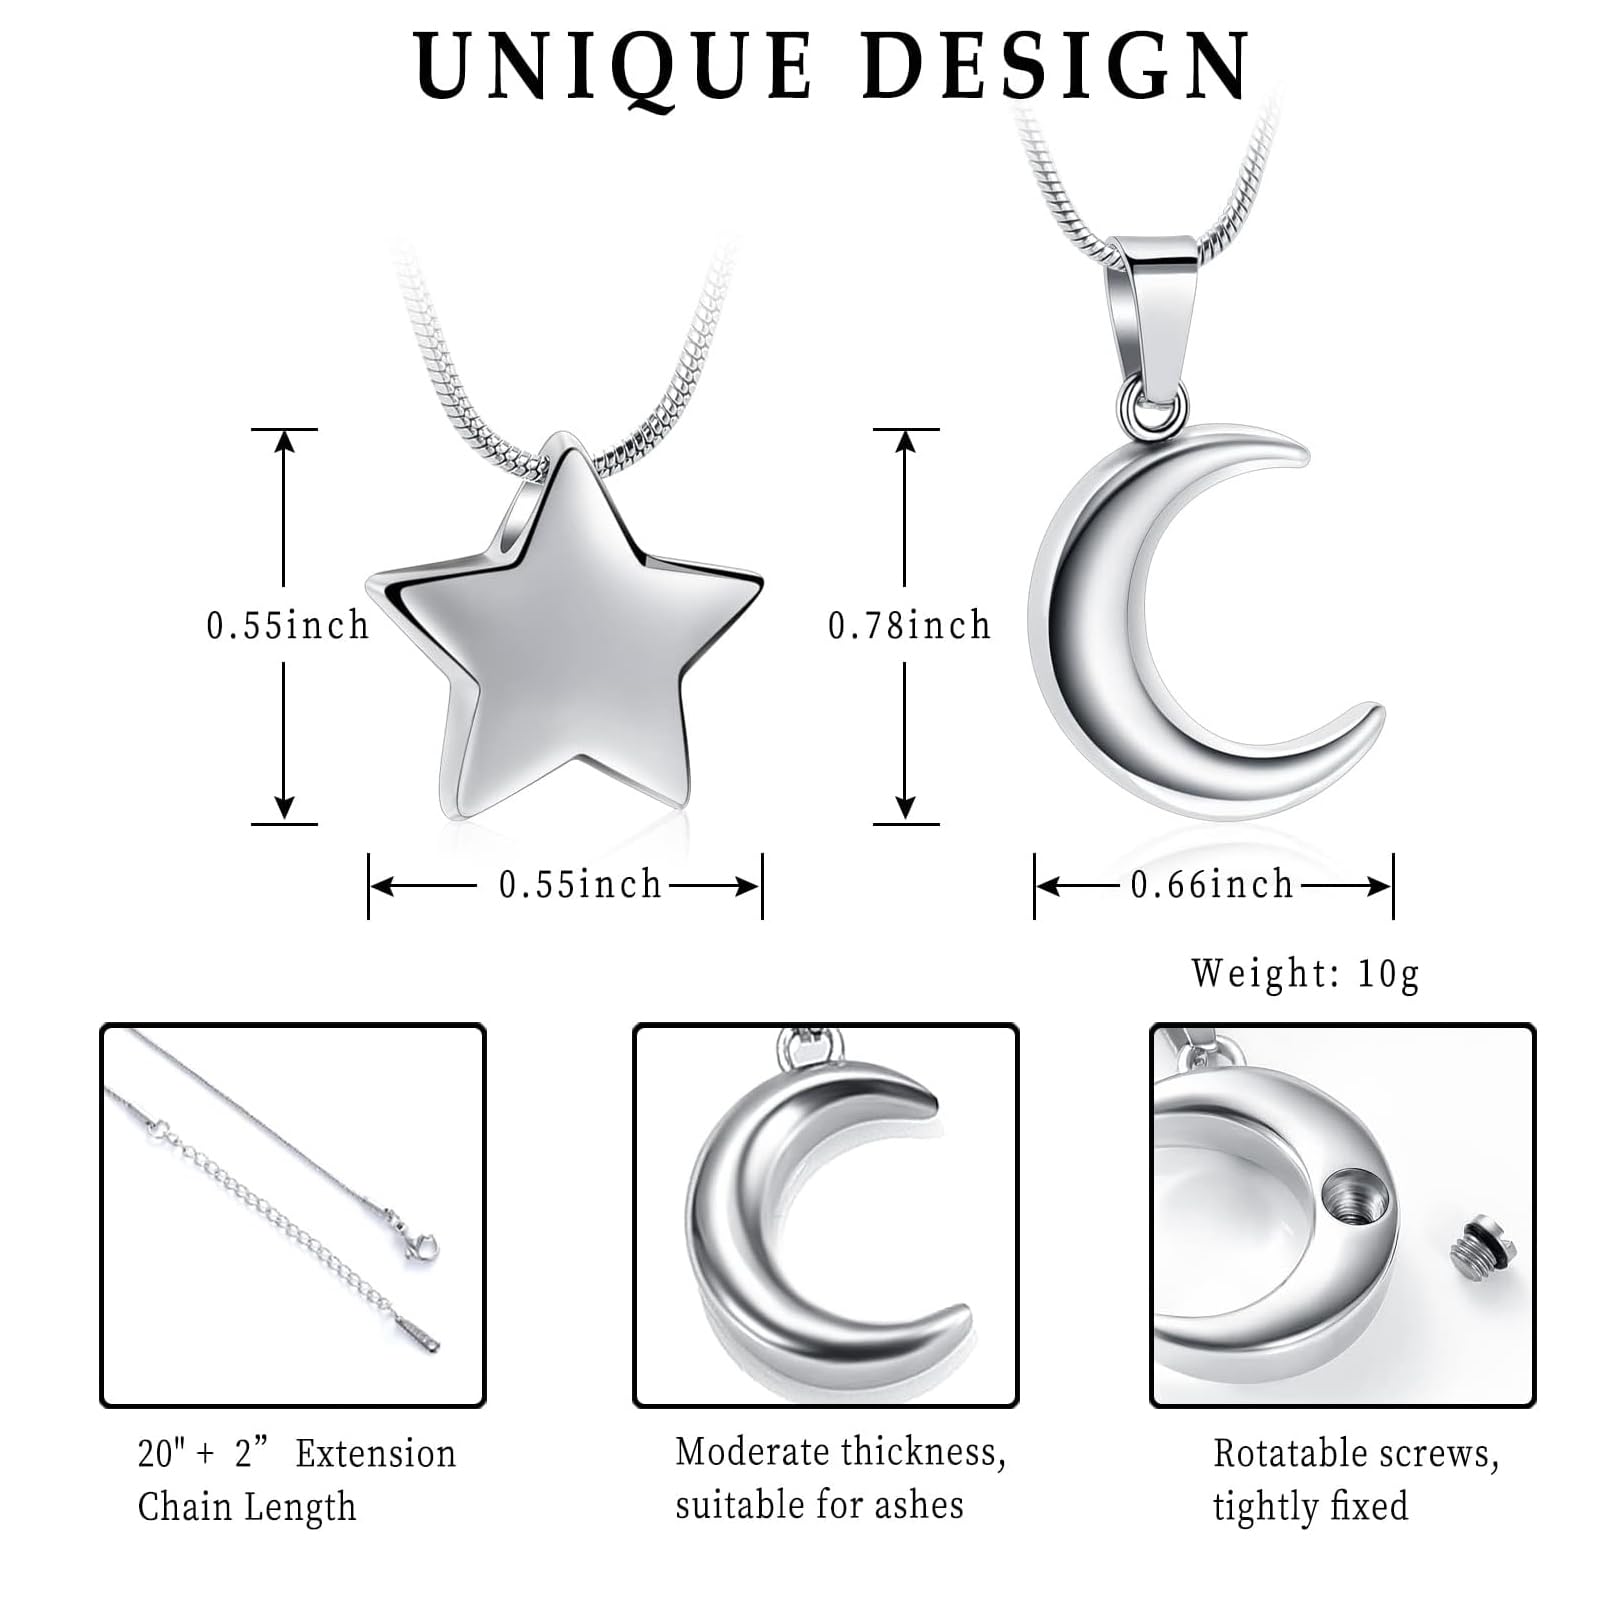 UNIQUE DESIGN
0.55inch
0.78inch
0.55inch
0.66inch
Weight: 10g
20" + 2” Extension
Chain Length
Moderate thickness,
suitable for ashes
Rotatable screws,
tightly fixed